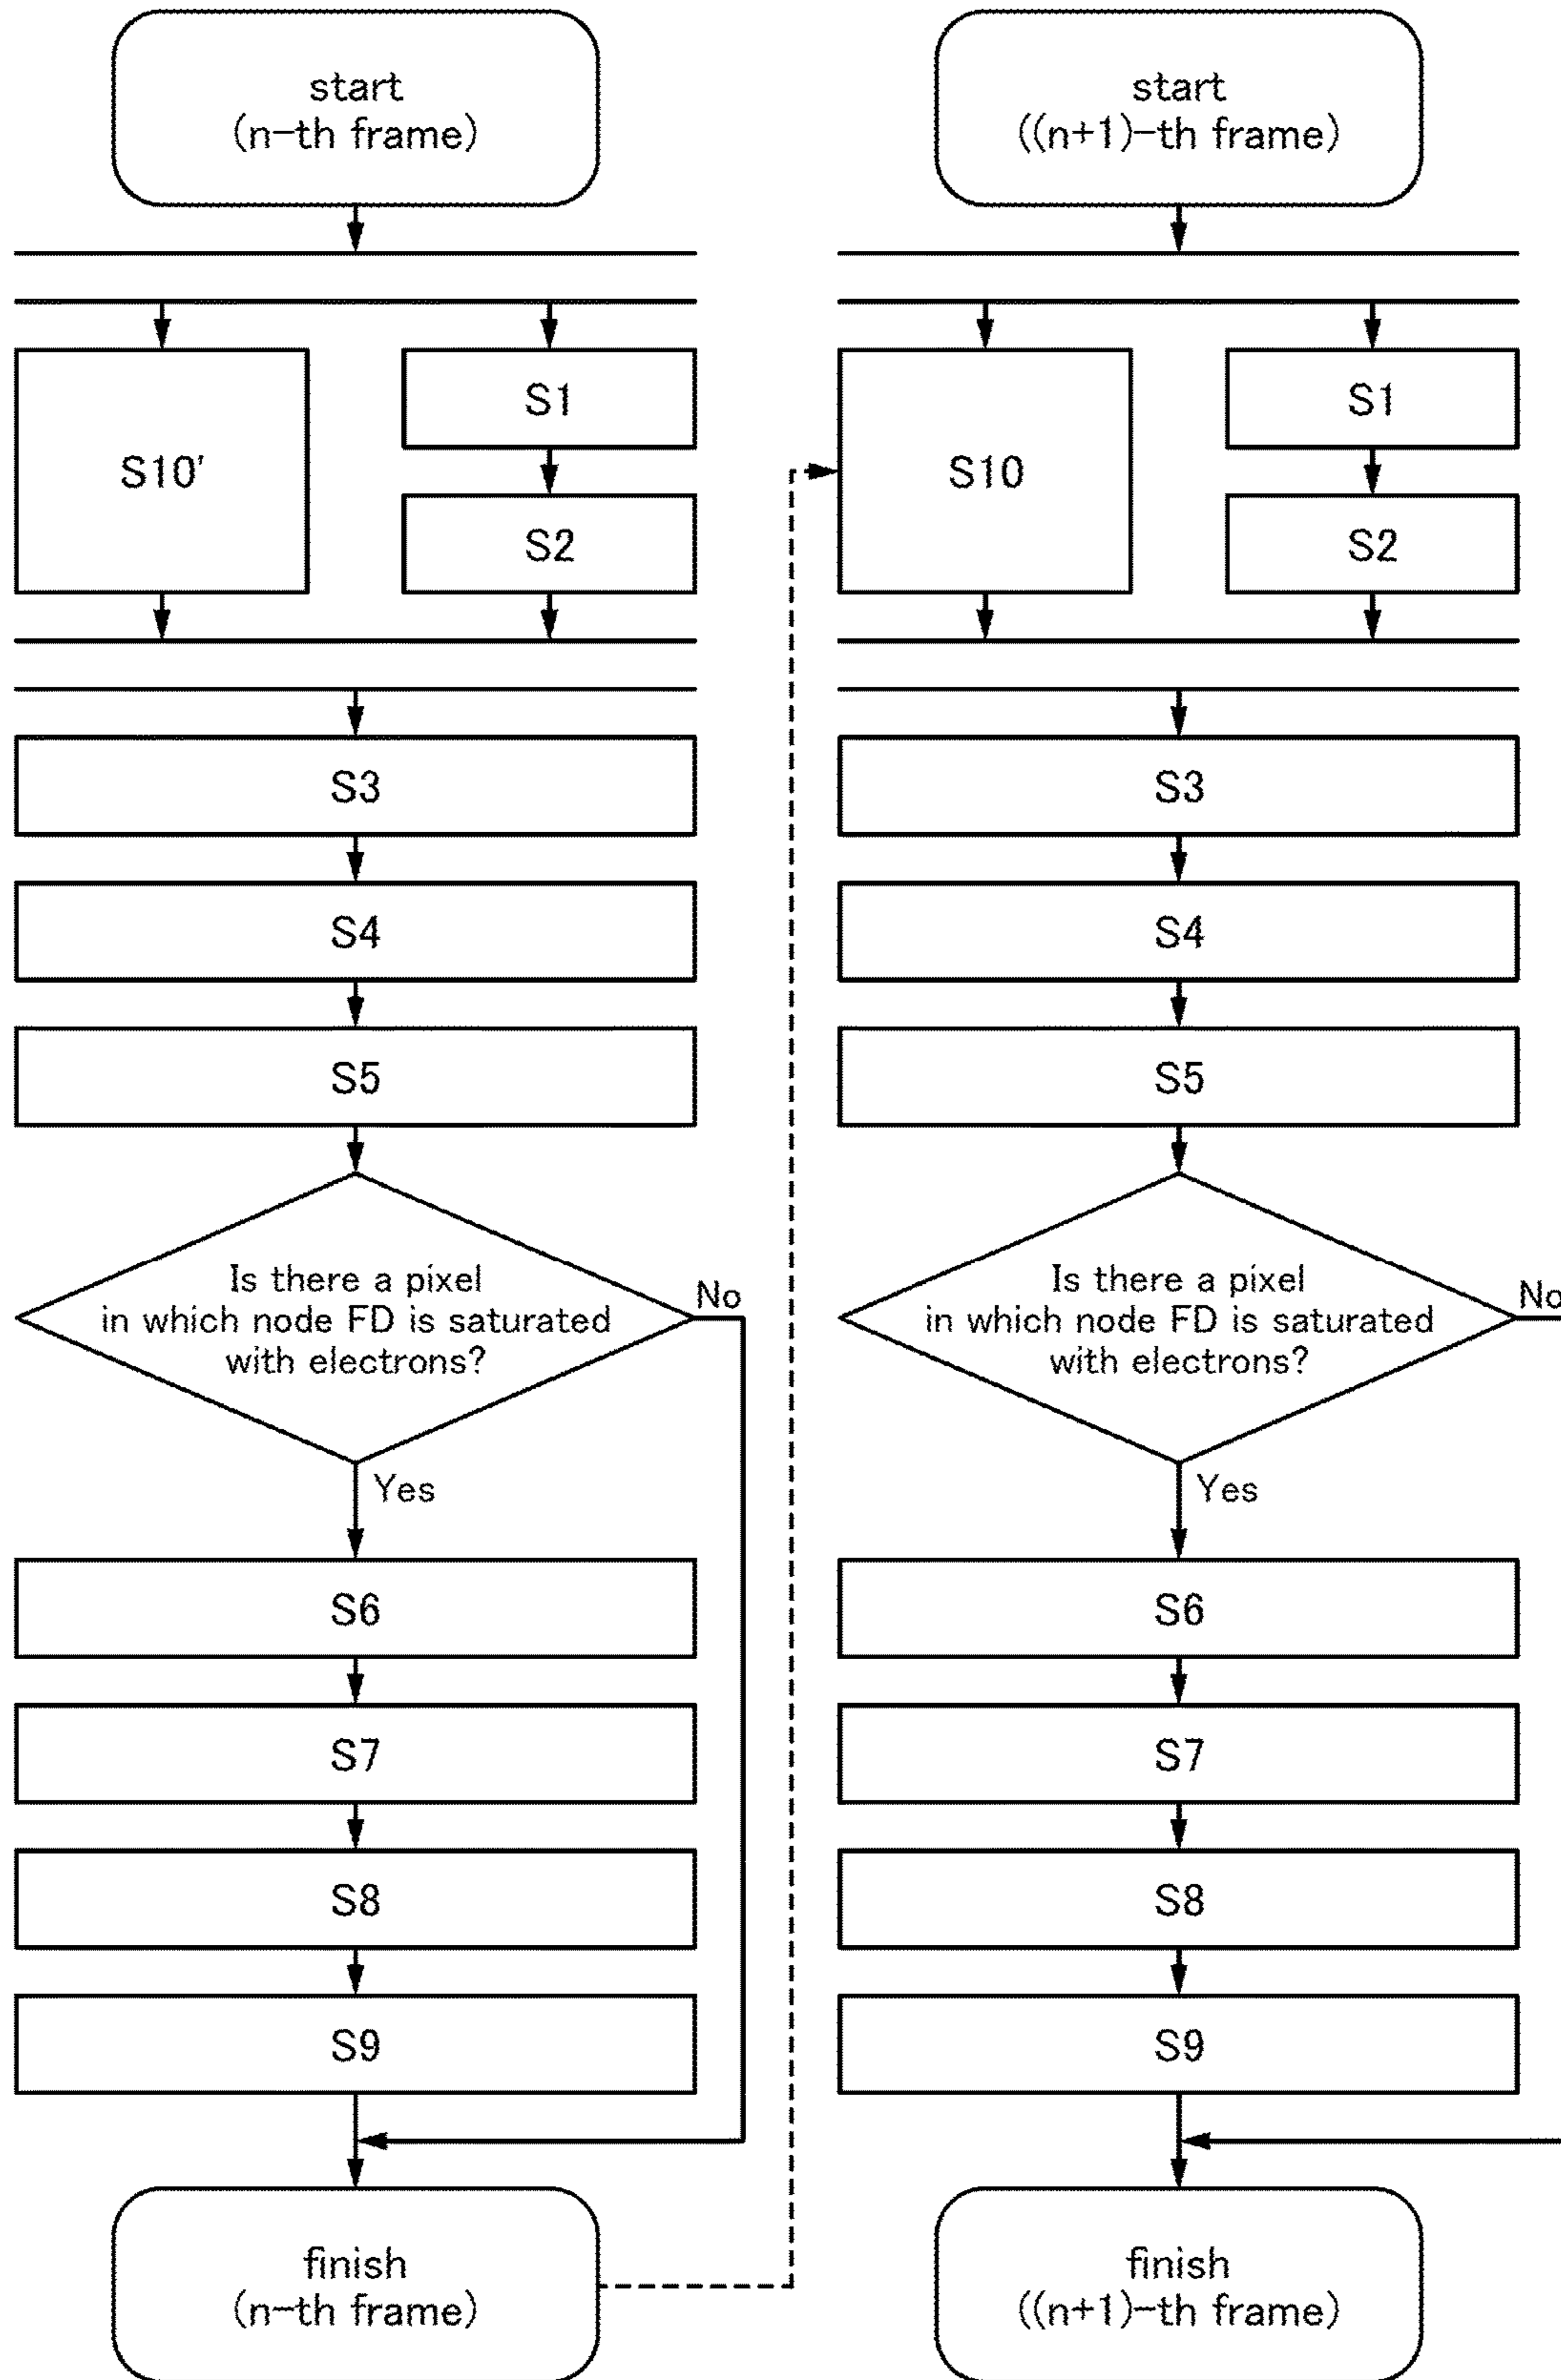 start
(n-th frame)
S10'
S1
S2
S3
S4
S5
Is there a pixel
in which node FD is saturated
with electrons?
No
Yes
S6
S7
S8
S9
finish
(n-th frame)
start
((n+1)-th frame)
S10
S1
S2
S3
S4
S5
Is there a pixel
in which node FD is saturated
with electrons?
No
Yes
S6
S7
S8
S9
finish
((n+1)-th frame)